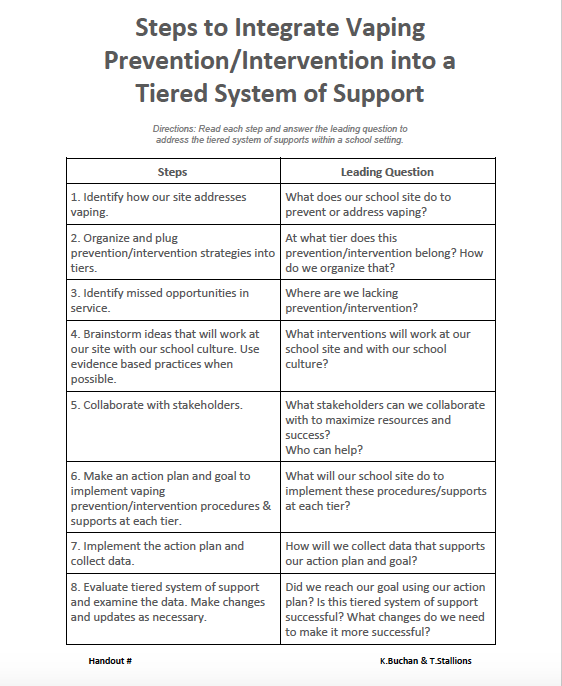 Steps to Integrate Vaping
Prevention/Intervention into a
Tiered System of Support
Directions: Read each step and answer the leading question to
address the tiered system of supports within a school setting.
Steps
Leading Question
1. Identify how our site addresses
vaping.
What does our school site do to
prevent or address vaping?
2. Organize and plug
prevention/intervention strategies into
tiers.
At what tier does this
prevention/intervention belong? How
do we organize that?
3. Identify missed opportunities in
service.
Where are we lacking
prevention/intervention?
4. Brainstorm ideas that will work at
our site with our school culture. Use
evidence based practices when
possible.
What interventions will work at our
school site and with our school
culture?
5. Collaborate with stakeholders.
What stakeholders can we collaborate
with to maximize resources and
success?
Who can help?
6. Make an action plan and goal to
implement vaping
prevention/intervention procedures &
supports at each tier.
What will our school site do to
implement these procedures/supports
at each tier?
7. Implement the action plan and
collect data.
How will we collect data that supports
our action plan and goal?
8. Evaluate tiered system of support
and examine the data. Make changes
and updates as necessary.
Did we reach our goal using our action
plan? Is this tiered system of support
successful? What changes do we need
to make it more successful?
Handout #
K.Buchan & T.Stallions